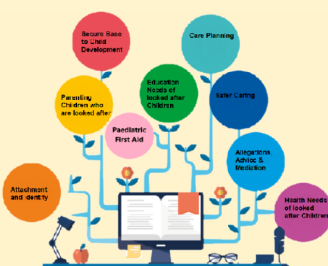 Secure Base
to Child
Development
Care Planning
Education
Needs of
looked after
Children
Parenting
Children who
are looked after
Safer Caring
Paediatric
First Aid
Allegations,
Advice &
Mediation
Attachment
and Identity
Health Needs
of looked
after Children